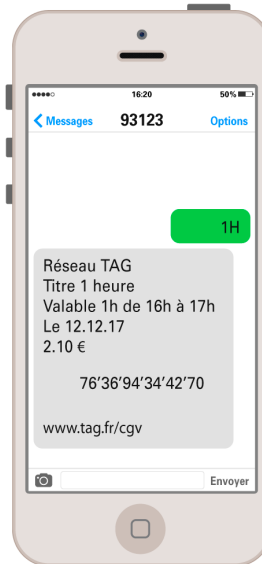 16:20 50%
Messages 93123 Options
1H
Réseau TAG
Titre 1 heure
Valable 1h de 16h à 17h
Le 12.12.17
2.10 €
76’36’94’34’42’70
www.tag.fr/cgv
Envoyer